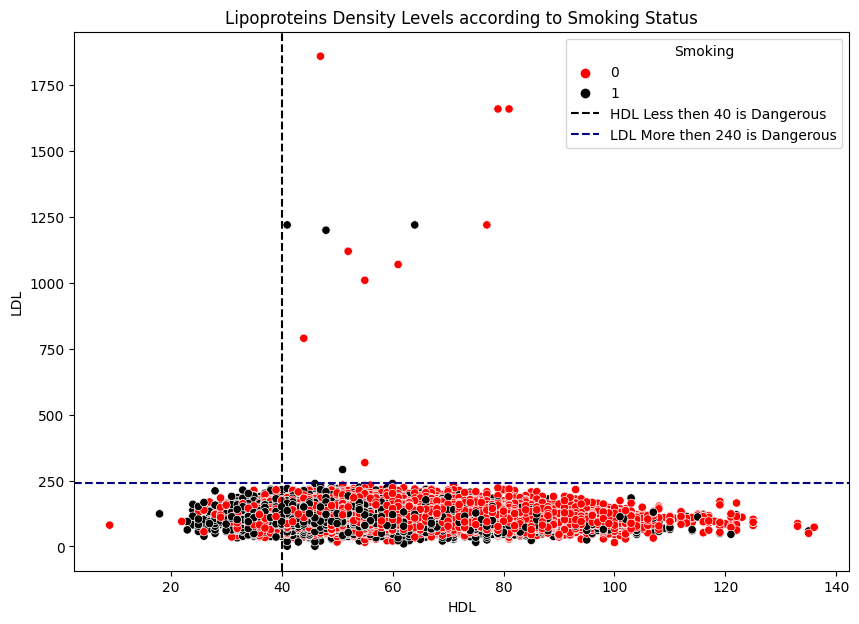 Lipoproteins Density Levels according to Smoking Status
Smoking
0
1
HDL Less then 40 is Dangerous
LDL More then 240 is Dangerous
LDL
1750
1500
1250
1000
750
500
250
0
20 40 60 80 100 120 140
HDL